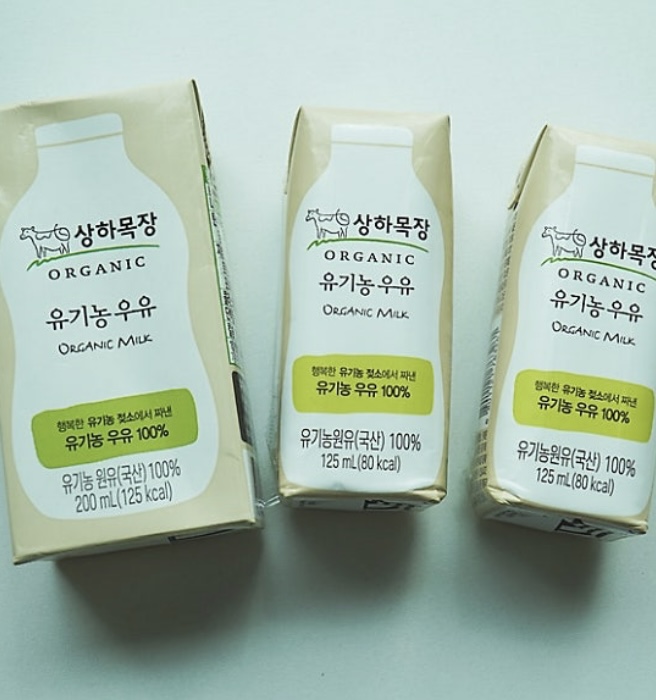 상하목장
ORGANIC
유기농 우유
ORGANIC MILK
행복한 유기농 젖소에서 짜낸
유기농 우유 100%
유기농 원유(국산) 100%
200 mL(125 kcal)
상하목장
ORGANIC
유기농 우유
ORGANIC MILK
행복한 유기농 젖소에서 짜낸
유기농 우유 100%
유기농원유(국산) 100%
125 mL(80 kcal)
상하목장
ORGANIC
유기농 우유
ORGANIC MILK
행복한 유기농 젖소에서 짜낸
유기농 우유 100%
유기농원유(국산) 100%
125 mL(80 kcal)